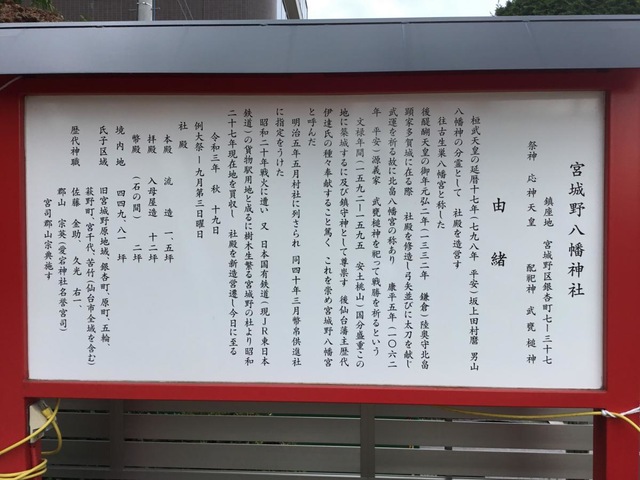 宮城野八幡神社
鎮座地 宮城野区銀杏町七ー三十七
祭神 応神天皇 配祀神 武甕槌神
由緒
桓武天皇の延暦十七年(七九八年 平安)坂上田村麿 男山
八幡神の分霊として 社殿を造営す
往古生巣八幡宮と称した
後醍醐天皇の御年元弘二年(一三三二年 鎌倉)陸奥守北畠
顕家多賀城に在る際 社殿を修造し弓矢並びに太刀を献じ
武運を祈る故に北畠八幡宮の称あり 康平五年(一〇六二
年 平安)源義家 武甕槌神を祀って戦勝を祈るという
文禄年間(一五九二ー一五九五 安土桃山)国分盛重この
地に築城するに及び鎮守神として尊崇す 後仙台藩主歴代
伊達氏の種々奉献すること篤く これを崇め宮城野八幡宮
と呼んだ
明治五年五月村社に列さられ 同四十年三月幣帛供進社
に指定をうけた
昭和二十年戦火に遭い 又 日本国有鉄道(現JR東日本
鉄道)の貨物駅用地と成るに樹木生繁る宮城野の社より昭和
二十七年現在地を買収し 社殿を新造営遷し今日に至る
令和三年 秋 十九日
例大祭ー九月第三日曜日
社殿
本殿 流造 一、五坪
拝殿 入母屋造 十二坪
幣殿 (石の間) 二坪
境内地 四四九、八一坪
氏子区域 旧宮城野原地域、銀杏町、原町、五輪、
萩野町、宮千代、苦竹(仙台市全域を含む)
歴代神職 佐藤 金助、久光 右一、
郡山 宗英(愛宕神社名誉宮司)
宮司郡山宗典施す